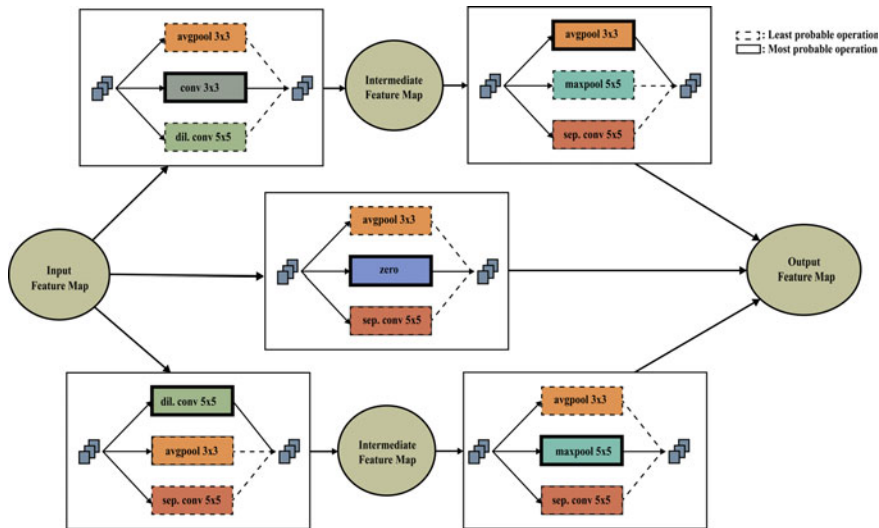 avgpool 3x3
conv 3x3
dil. conv 5x5
Intermediate
Feature Map
avgpool 3x3
maxpool 5x5
sep. conv 5x5
: Least probable operation
: Most probable operation
Input
Feature Map
avgpool 3x3
zero
sep. conv 5x5
Output
Feature Map
dil. conv 5x5
avgpool 3x3
sep. conv 5x5
Intermediate
Feature Map
avgpool 3x3
maxpool 5x5
sep. conv 5x5